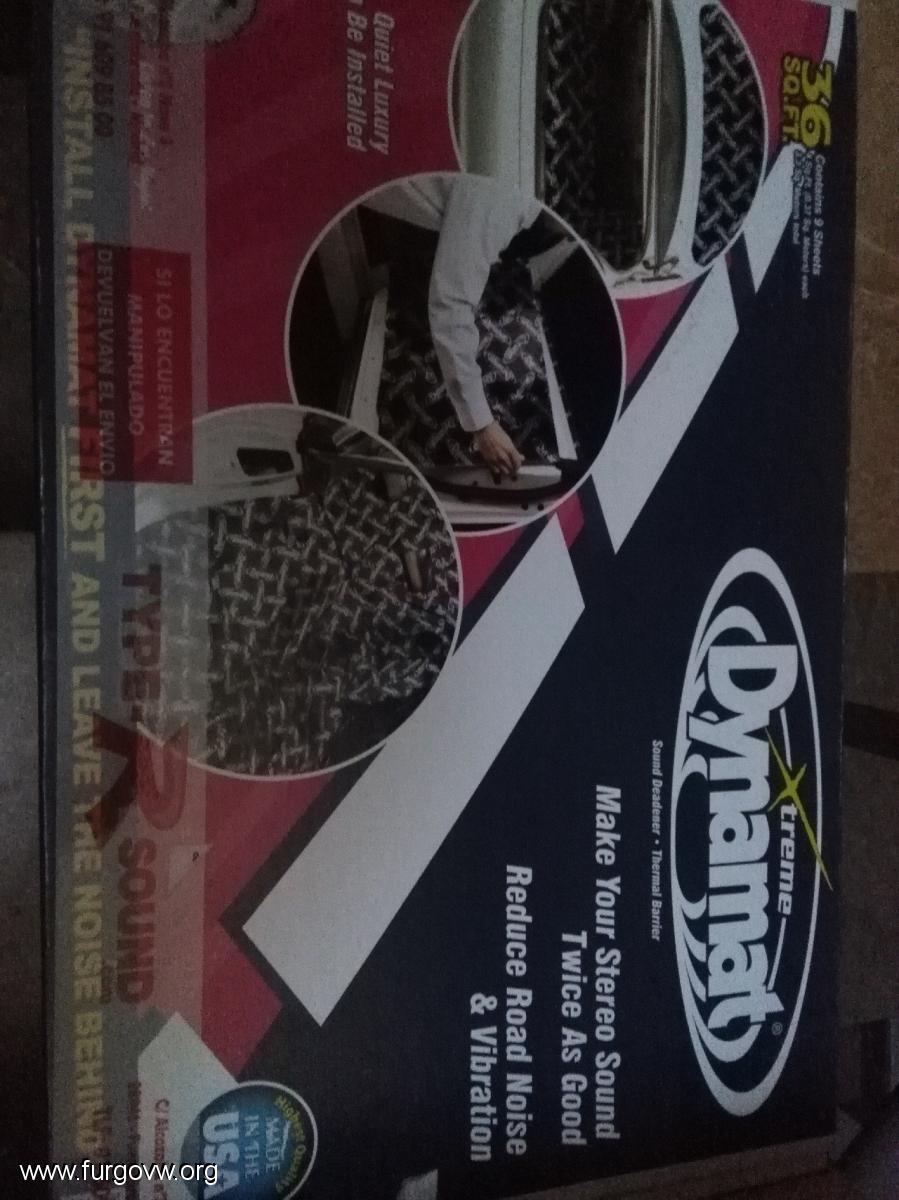 36
SQ.FT.
Contains 9 Sheets
Xtreme
Dynamat®
Sound Deadener • Thermal Barrier
Make Your Stereo Sound
Twice As Good
Reduce Road Noise
& Vibration
Quiet Luxury
Be Installed
Highest Quality
MADE
IN THE
USA
SI LO ENCUENTRAN
MANIPULADO
DEVUELVAN EL ENVIO
TYPE R SOUND
"INSTALL DYNAMAT FIRST AND LEAVE THE NOISE BEHIND
www.furgovw.org